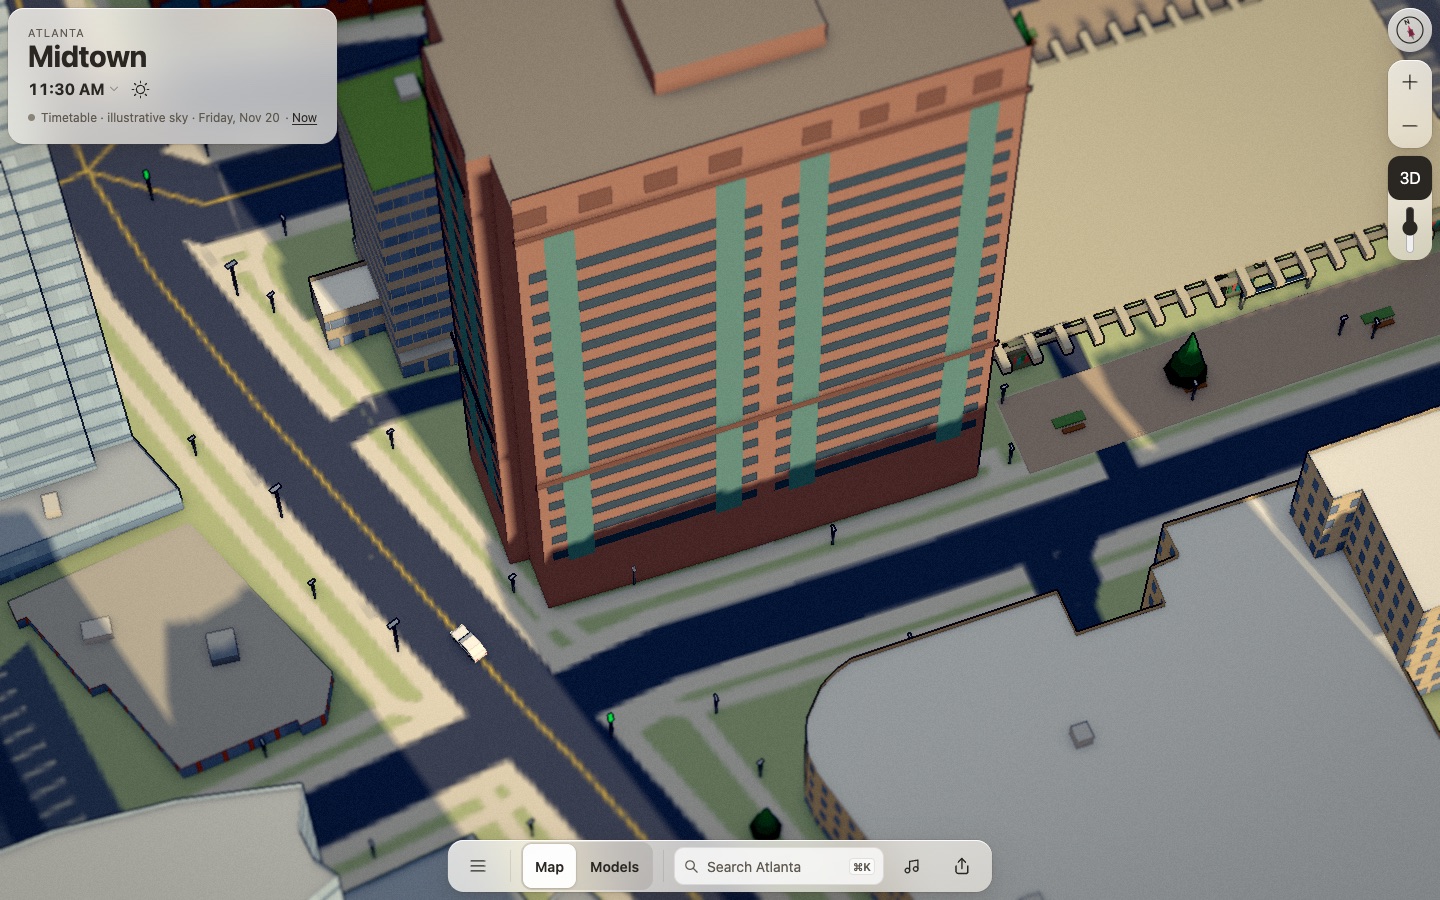 ATLANTA
Midtown
11:30 AM
Timetable · illustrative sky · Friday, Nov 20 · Now
N
3D
Map
Models
Search Atlanta
⌘K